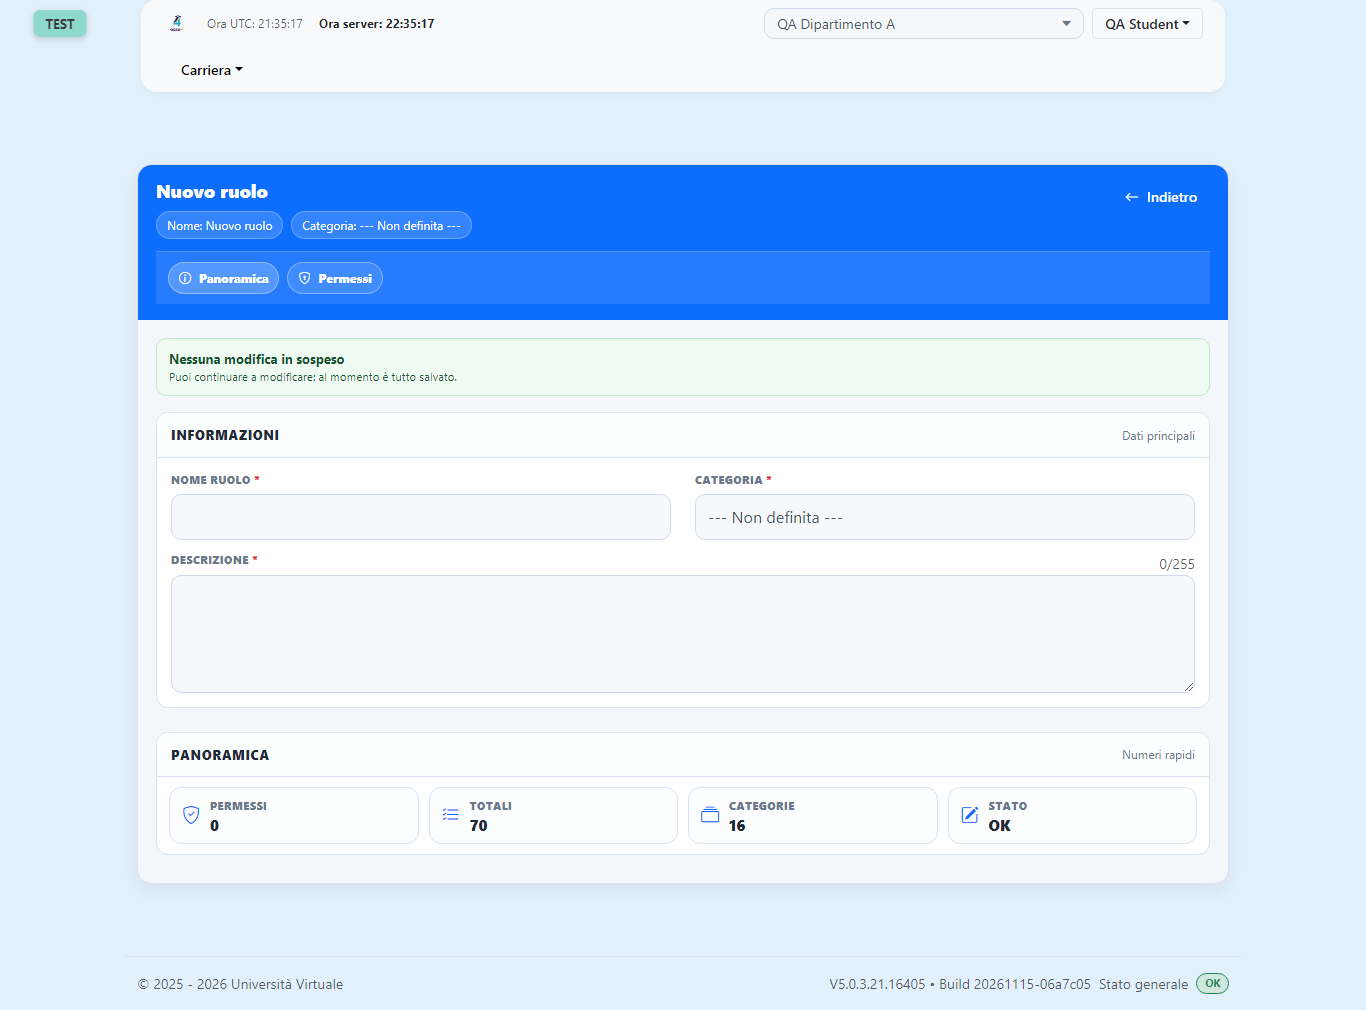 TEST
Ora UTC: 21:35:17 Ora server: 22:35:17
QA Dipartimento A
QA Student
Carriera
Nuovo ruolo
Indietro
Nome: Nuovo ruolo
Categoria: --- Non definita ---
Panoramica
Permessi
Nessuna modifica in sospeso
Puoi continuare a modificare: al momento è tutto salvato.
INFORMAZIONI
Dati principali
NOME RUOLO *
CATEGORIA *
--- Non definita ---
DESCRIZIONE *
0/255
PANORAMICA
Numeri rapidi
PERMESSI
0
TOTALI
70
CATEGORIE
16
STATO
OK
© 2025 - 2026 Università Virtuale
V5.0.3.21.16405 • Build 20261115-06a7c05 Stato generale OK